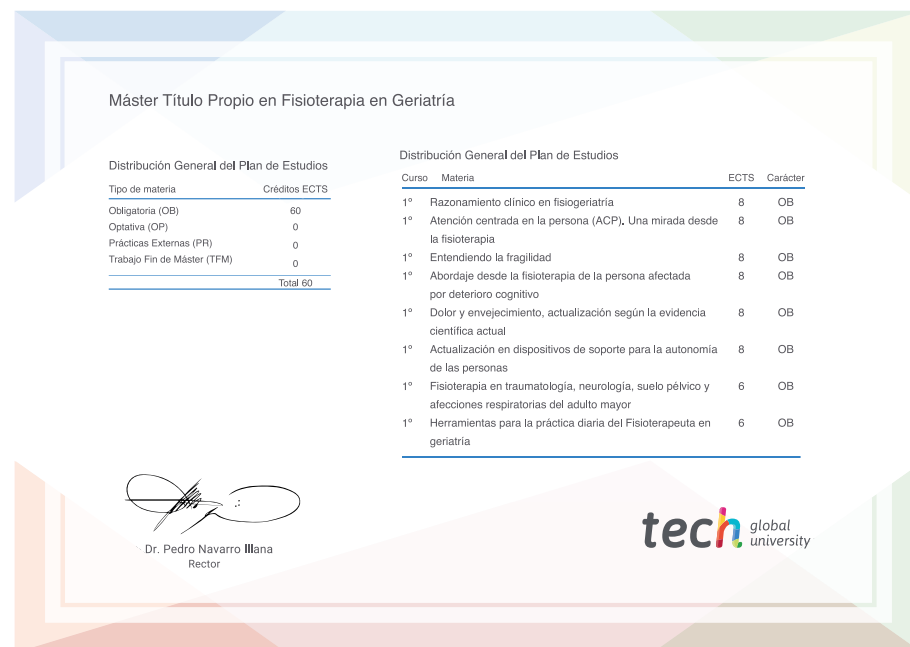 Máster Título Propio en Fisioterapia en Geriatría
Distribución General del Plan de Estudios
Tipo de materia Créditos ECTS
Obligatoria (OB) 60
Optativa (OP) 0
Prácticas Externas (PR) 0
Trabajo Fin de Máster (TFM) 0
Total 60
Distribución General del Plan de Estudios
Curso Materia ECTS Carácter
1º Razonamiento clínico en fisiogeriatría 8 OB
1º Atención centrada en la persona (ACP). Una mirada desde 8 OB
la fisioterapia
1º Entendiendo la fragilidad 8 OB
1º Abordaje desde la fisioterapia de la persona afectada 8 OB
por deterioro cognitivo
1º Dolor y envejecimiento, actualización según la evidencia 8 OB
científica actual
1º Actualización en dispositivos de soporte para la autonomía 8 OB
de las personas
1º Fisioterapia en traumatología, neurología, suelo pélvico y 6 OB
afecciones respiratorias del adulto mayor
1º Herramientas para la práctica diaria del Fisioterapeuta en 6 OB
geriatría
Dr. Pedro Navarro Illana
Rector
tech global
university